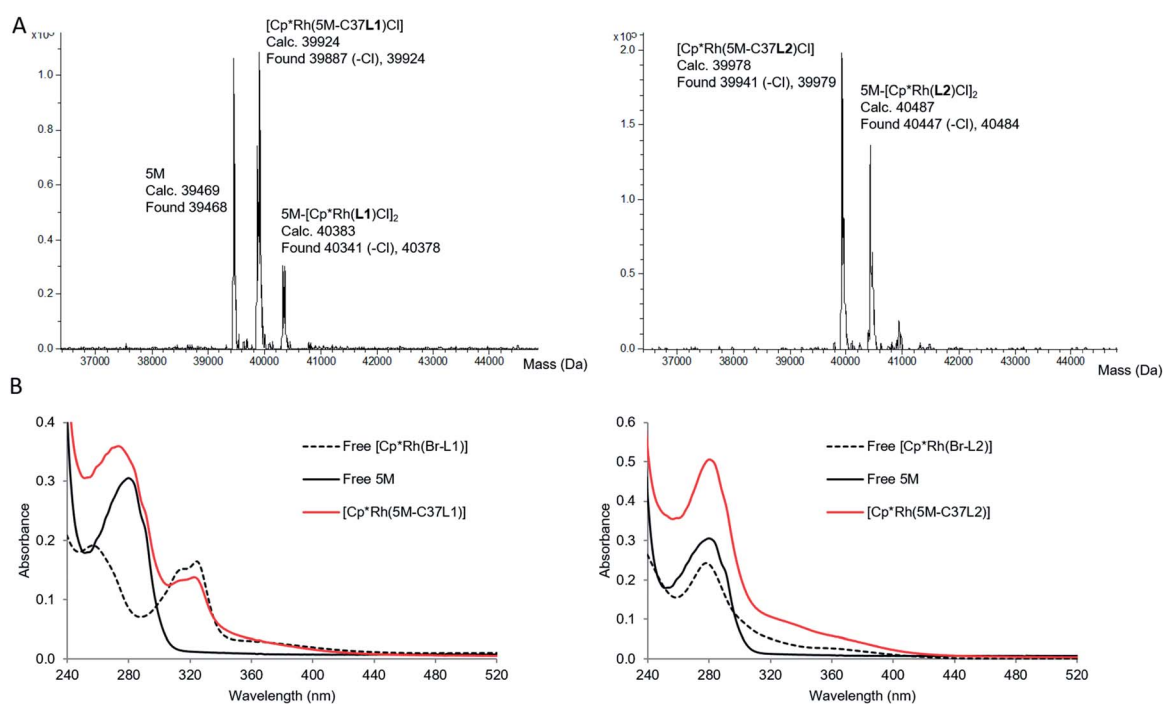 A
x10⁵
[Cp*Rh(5M-C37L1)Cl]
Calc. 39924
Found 39887 (-Cl), 39924
5M
Calc. 39469
Found 39468
5M-[Cp*Rh(L1)Cl]₂
Calc. 40383
Found 40341 (-Cl), 40378
1.0
0.8
0.6
0.4
0.2
0.0
37000 38000 39000 40000 41000 42000 43000 44000
Mass (Da)
x10⁵
[Cp*Rh(5M-C37L2)Cl]
Calc. 39978
Found 39941 (-Cl), 39979
5M-[Cp*Rh(L2)Cl]₂
Calc. 40487
Found 40447 (-Cl), 40484
2.0
1.5
1.0
0.5
0.0
37000 38000 39000 40000 41000 42000 43000 44000
Mass (Da)
B
Absorbance
0.4
0.3
0.2
0.1
0.0
Free [Cp*Rh(Br-L1)]
Free 5M
[Cp*Rh(5M-C37L1)]
240 280 320 360 400 440 480 520
Wavelength (nm)
Absorbance
0.6
0.5
0.4
0.3
0.2
0.1
0.0
Free [Cp*Rh(Br-L2)]
Free 5M
[Cp*Rh(5M-C37L2)]
240 280 320 360 400 440 480 520
Wavelength (nm)